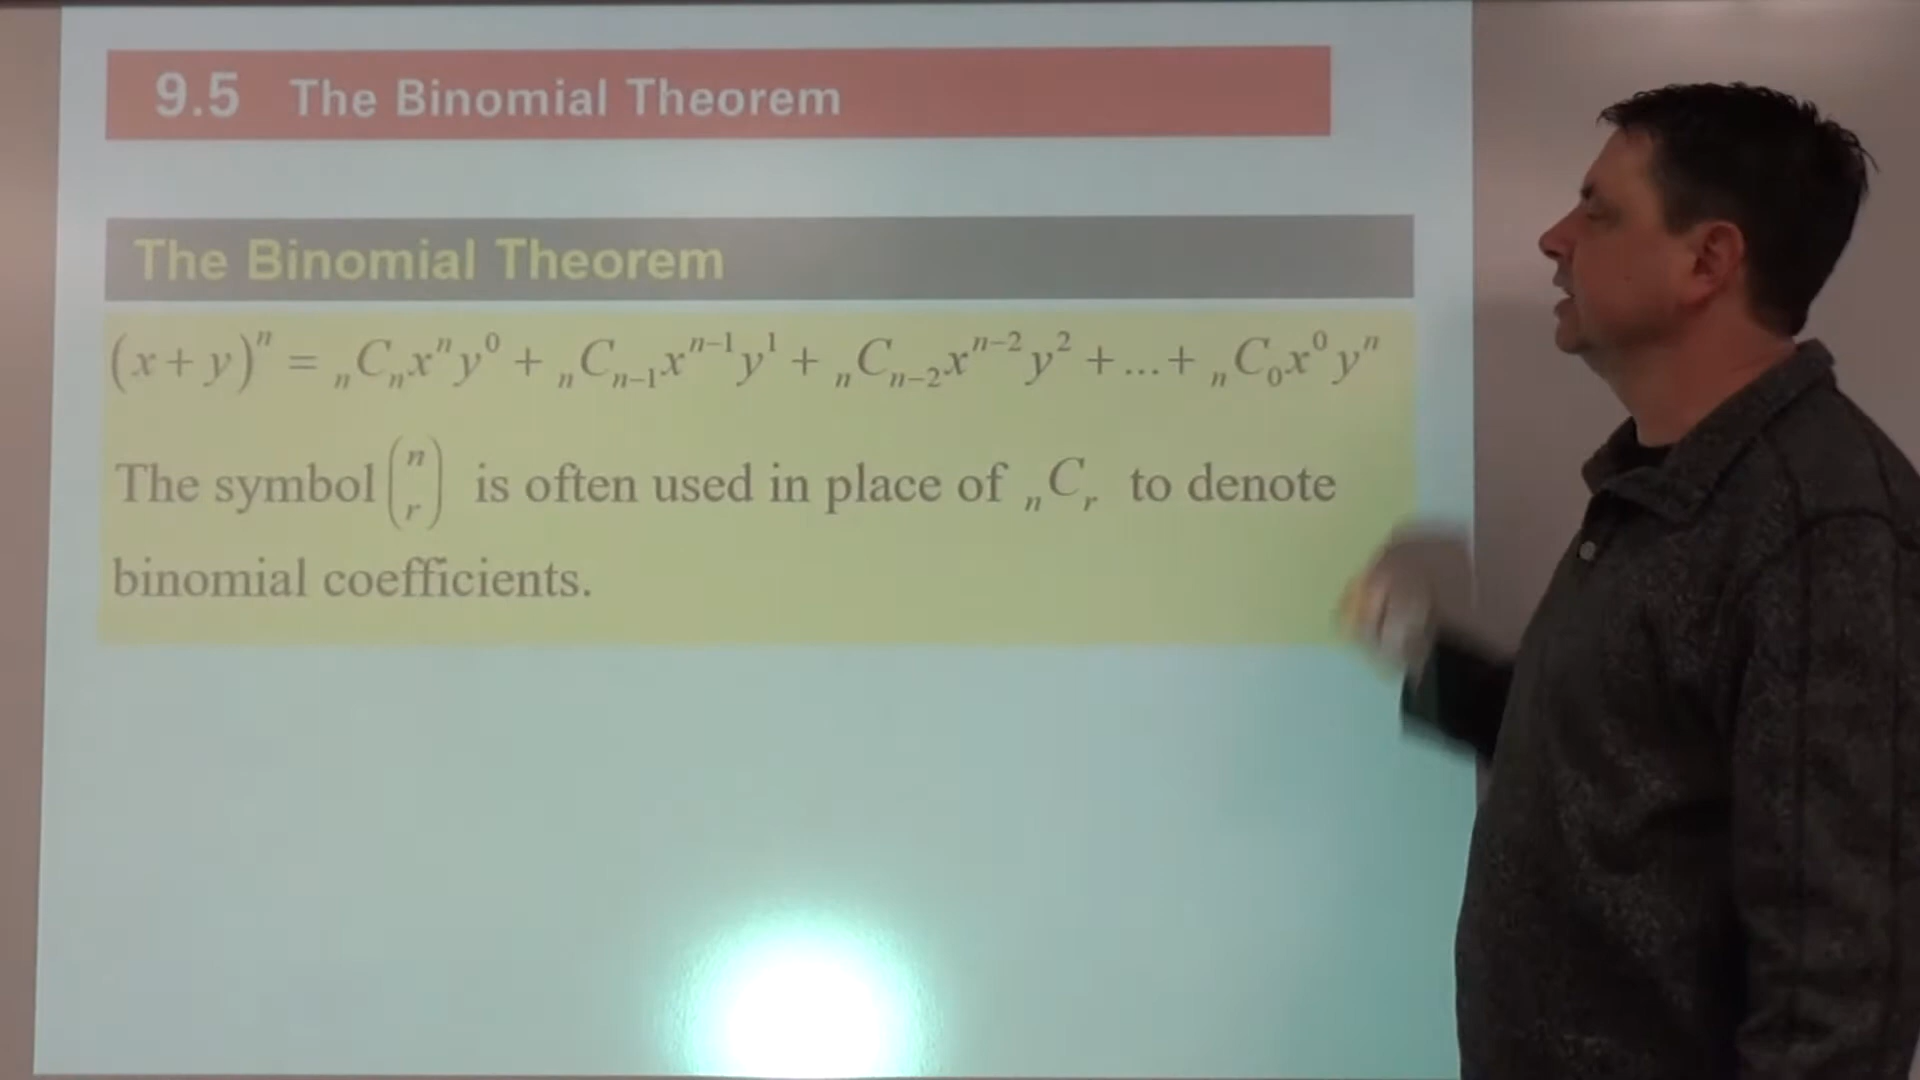 9.5 The Binomial Theorem
The Binomial Theorem
(x+y)ⁿ = ₙCₙxⁿy⁰ + ₙCₙ₋₁xⁿ⁻¹y¹ + ₙCₙ₋₂xⁿ⁻²y² + ...+ ₙC₀x⁰yⁿ
The symbol (n r) is often used in place of ₙCᵣ to denote
binomial coefficients.